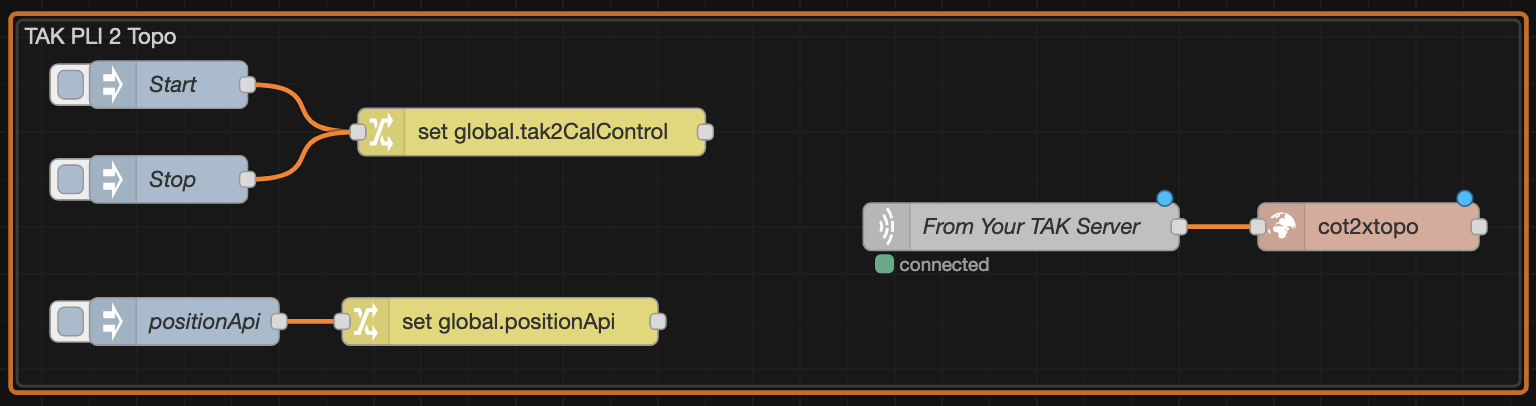 TAK PLI 2 Topo
Start
set global.tak2CalControl
Stop
From Your TAK Server
cot2xtopo
connected
positionApi
set global.positionApi